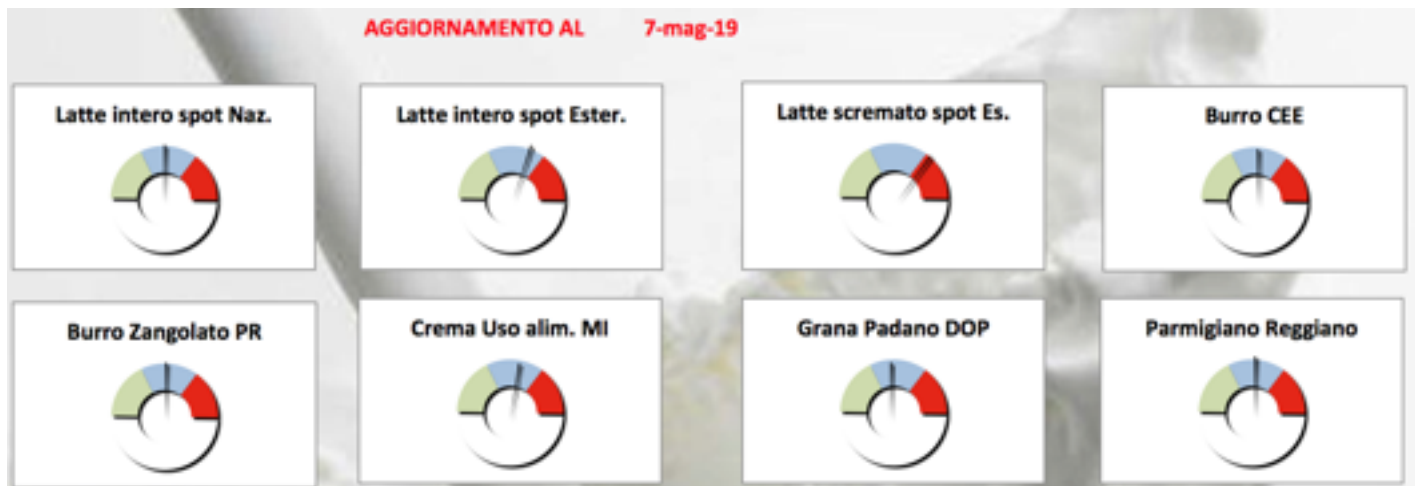 AGGIORNAMENTO AL 7-mag-19
Latte intero spot Naz.
Latte intero spot Ester.
Latte scremato spot Es.
Burro CEE
Burro Zangolato PR
Crema Uso alim. MI
Grana Padano DOP
Parmigiano Reggiano